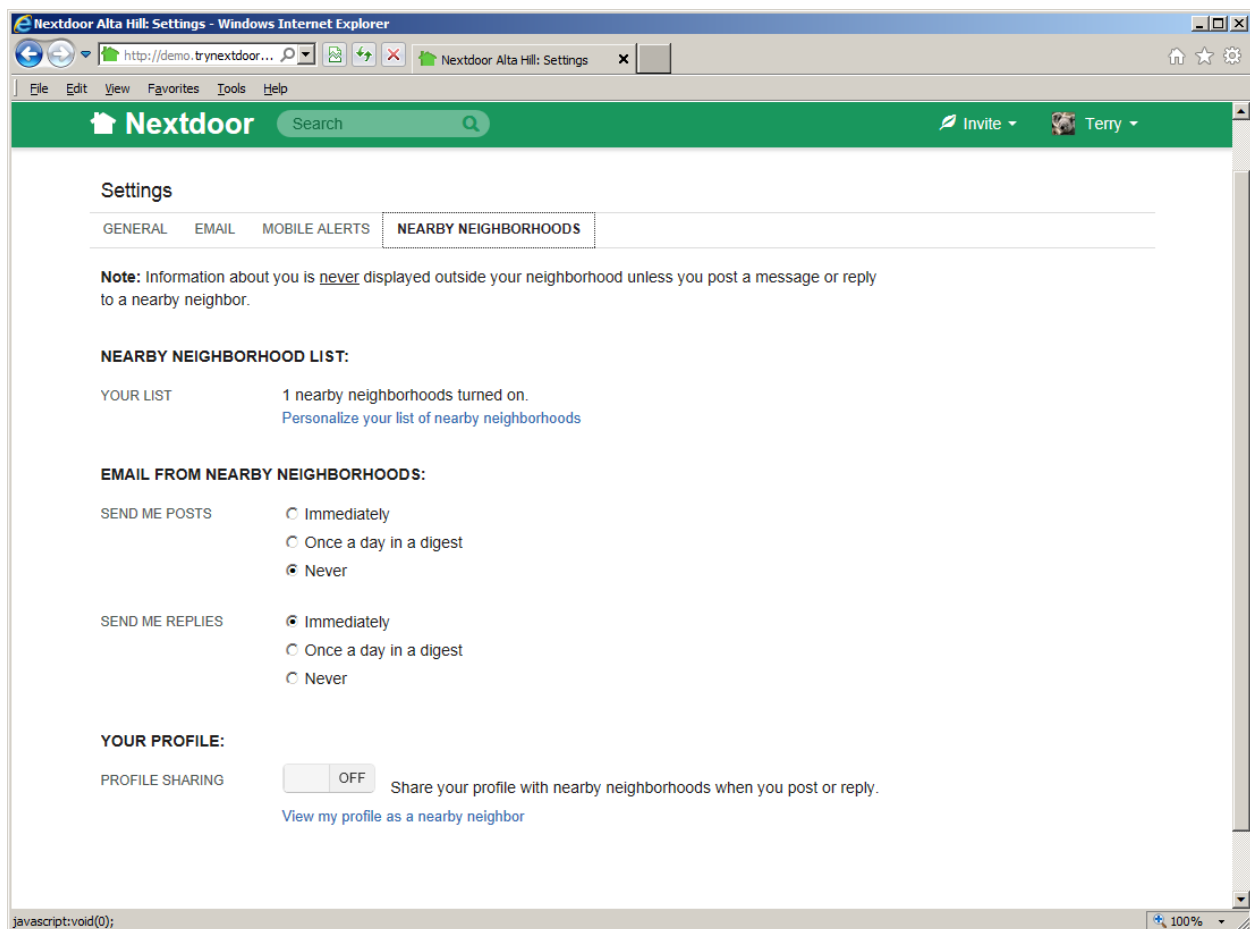 Nextdoor Alta Hill: Settings - Windows Internet Explorer
http://demo.trynextdoor... Nextdoor Alta Hill: Settings
File Edit View Favorites Tools Help
Nextdoor Search Invite Terry
Settings
GENERAL EMAIL MOBILE ALERTS NEARBY NEIGHBORHOODS
Note: Information about you is never displayed outside your neighborhood unless you post a message or reply
to a nearby neighbor.
NEARBY NEIGHBORHOOD LIST:
YOUR LIST 1 nearby neighborhoods turned on.
Personalize your list of nearby neighborhoods
EMAIL FROM NEARBY NEIGHBORHOODS:
SEND ME POSTS Immediately
Once a day in a digest
Never
SEND ME REPLIES Immediately
Once a day in a digest
Never
YOUR PROFILE:
PROFILE SHARING OFF Share your profile with nearby neighborhoods when you post or reply.
View my profile as a nearby neighbor
javascript:void(0); 100%